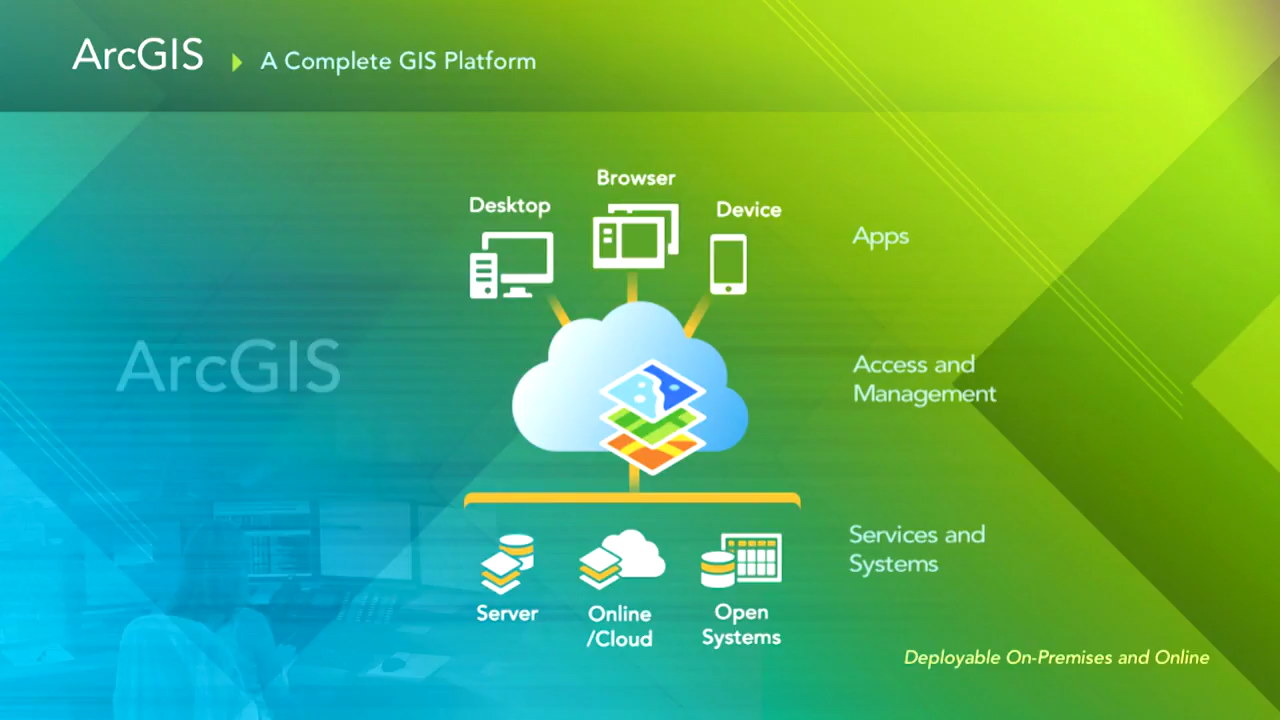 ArcGIS
A Complete GIS Platform
Browser
Desktop
Device
Apps
ArcGIS
Access and
Management
Services and
Systems
Server
Online
/Cloud
Open
Systems
Deployable On-Premises and Online